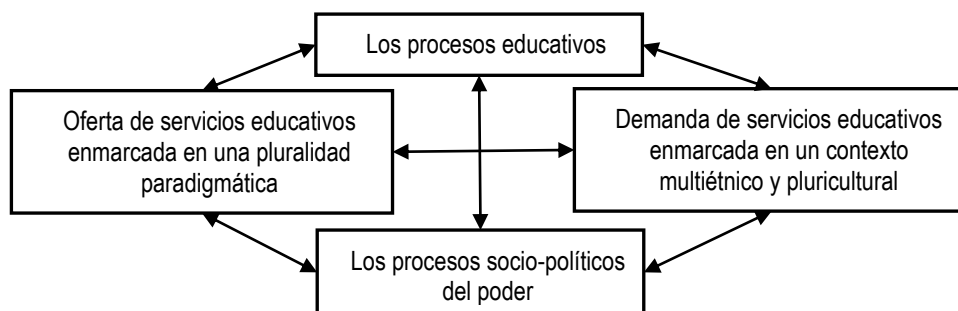 Los procesos educativos
Oferta de servicios educativos
enmarcada en una pluralidad
paradigmática
Demanda de servicios educativos
enmarcada en un contexto
multiétnico y pluricultural
Los procesos socio-políticos
del poder